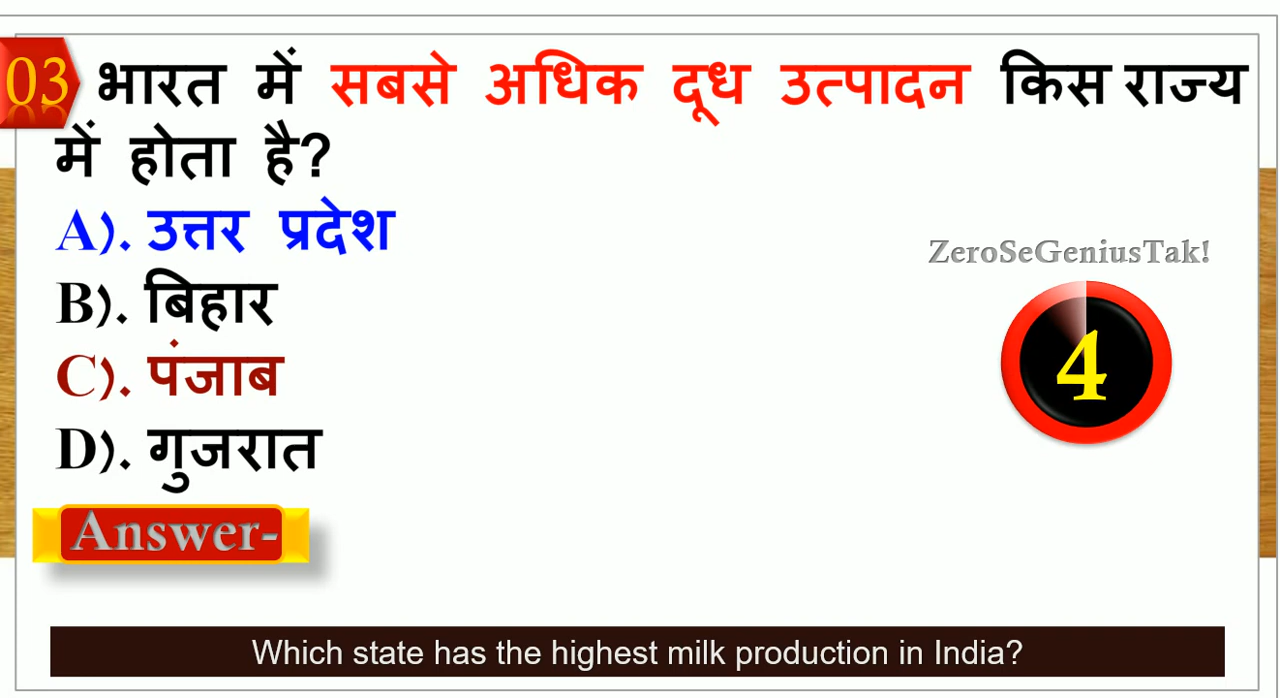 03 भारत में सबसे अधिक दूध उत्पादन किस राज्य
में होता है?
A). उत्तर प्रदेश
ZeroSeGeniusTak!
B). बिहार
4
C). पंजाब
D). गुजरात
Answer-
Which state has the highest milk production in India?